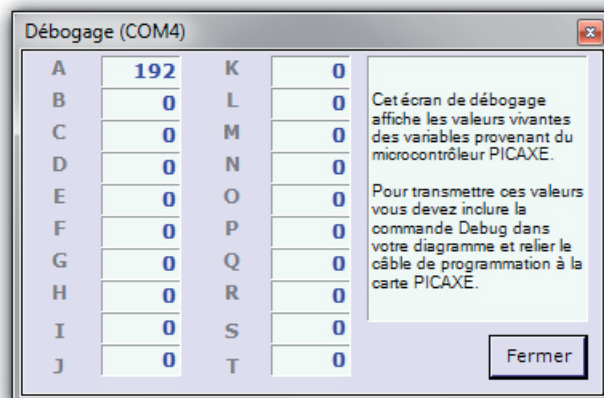 Débogage (COM4)
A 192 K 0
B 0 L 0
C 0 M 0
D 0 N 0
E 0 O 0
F 0 P 0
G 0 Q 0
H 0 R 0
I 0 S 0
J 0 T 0
Cet écran de débogage
affiche les valeurs vivantes
des variables provenant du
microcontrôleur PICAXE.
Pour transmettre ces valeurs
vous devez inclure la
commande Debug dans
votre diagramme et relier le
câble de programmation à la
carte PICAXE.
Fermer